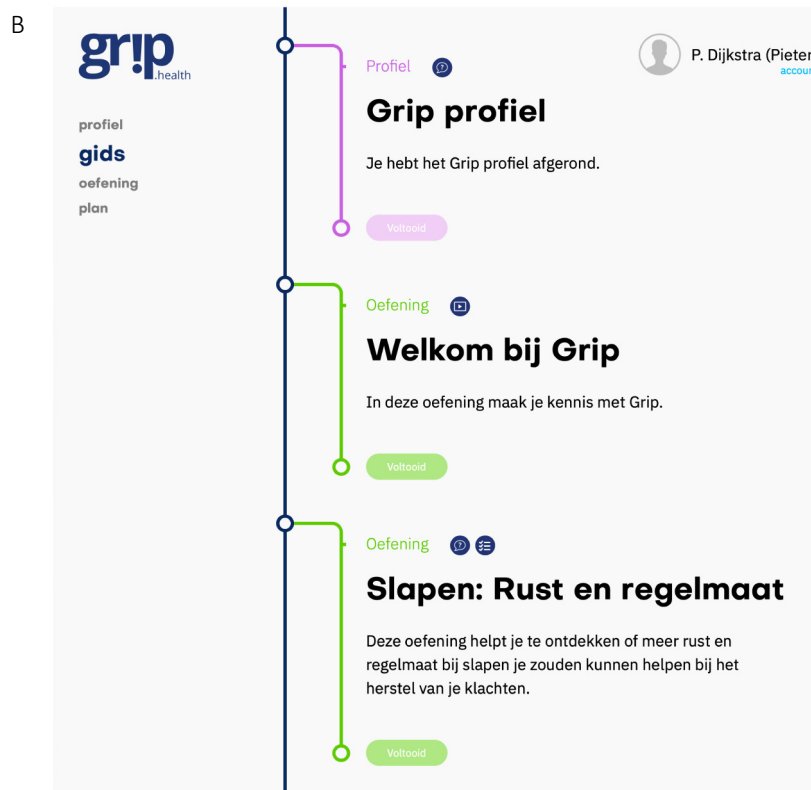 B
grip
.health
profiel
gids
oefening
plan
P. Dijkstra (Pieter
accoun
Profiel
Grip profiel
Je hebt het Grip profiel afgerond.
Voltooid
Oefening
Welkom bij Grip
In deze oefening maak je kennis met Grip.
Voltooid
Oefening
Slapen: Rust en regelmaat
Deze oefening helpt je te ontdekken of meer rust en
regelmaat bij slapen je zouden kunnen helpen bij het
herstel van je klachten.
Voltooid